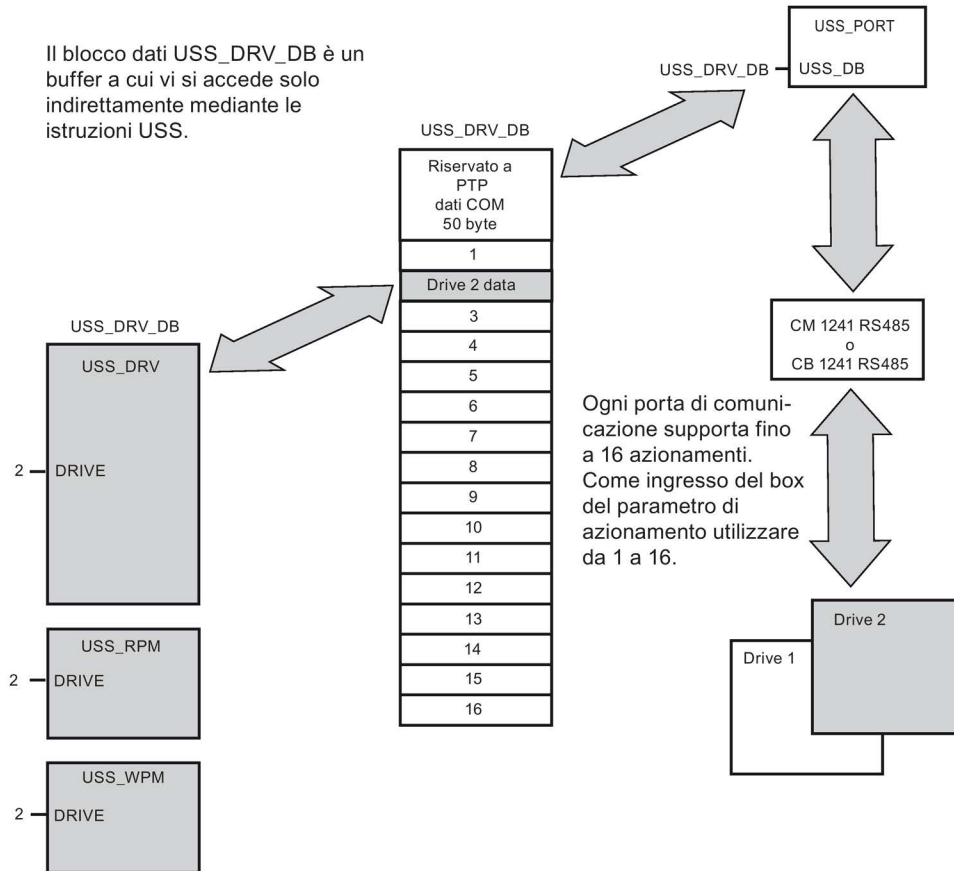 Il blocco dati USS_DRV_DB è un
buffer a cui vi si accede solo
indirettamente mediante le
istruzioni USS.
USS_PORT
USS_DRV_DB
USS_DB
USS_DRV_DB
Riservato a
PTP
dati COM
50 byte
1
Drive 2 data
3
4
5
6
7
8
9
10
11
12
13
14
15
16
USS_DRV_DB
USS_DRV
2
DRIVE
USS_RPM
2
DRIVE
USS_WPM
2
DRIVE
CM 1241 RS485
o
CB 1241 RS485
Ogni porta di comuni-
cazione supporta fino
a 16 azionamenti.
Come ingresso del box
del parametro di
azionamento utilizzare
da 1 a 16.
Drive 2
Drive 1